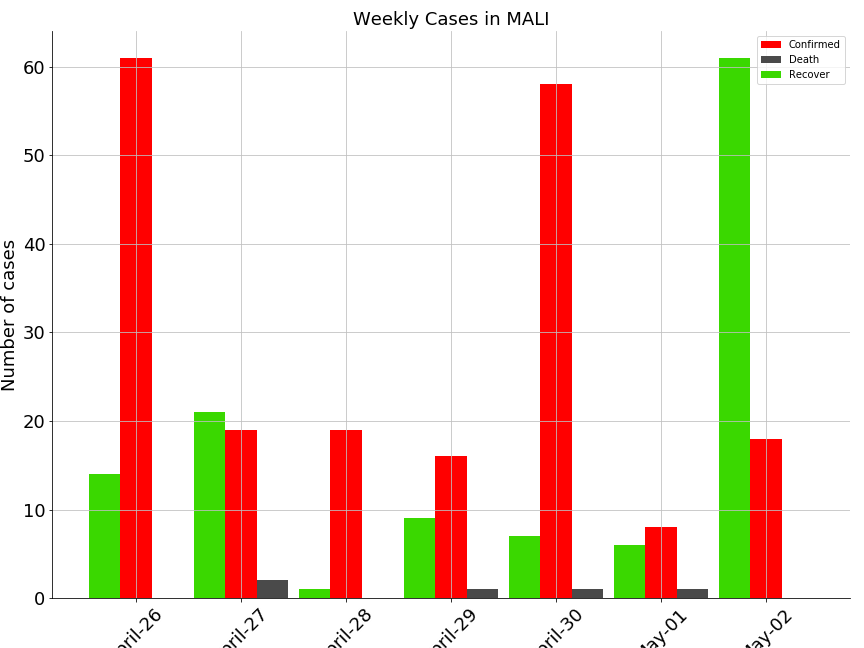 Weekly Cases in MALI
Confirmed
Death
Recover
Number of cases
60
50
40
30
20
10
0
pril-26
pril-27
pril-28
pril-29
pril-30
May-01
May-02